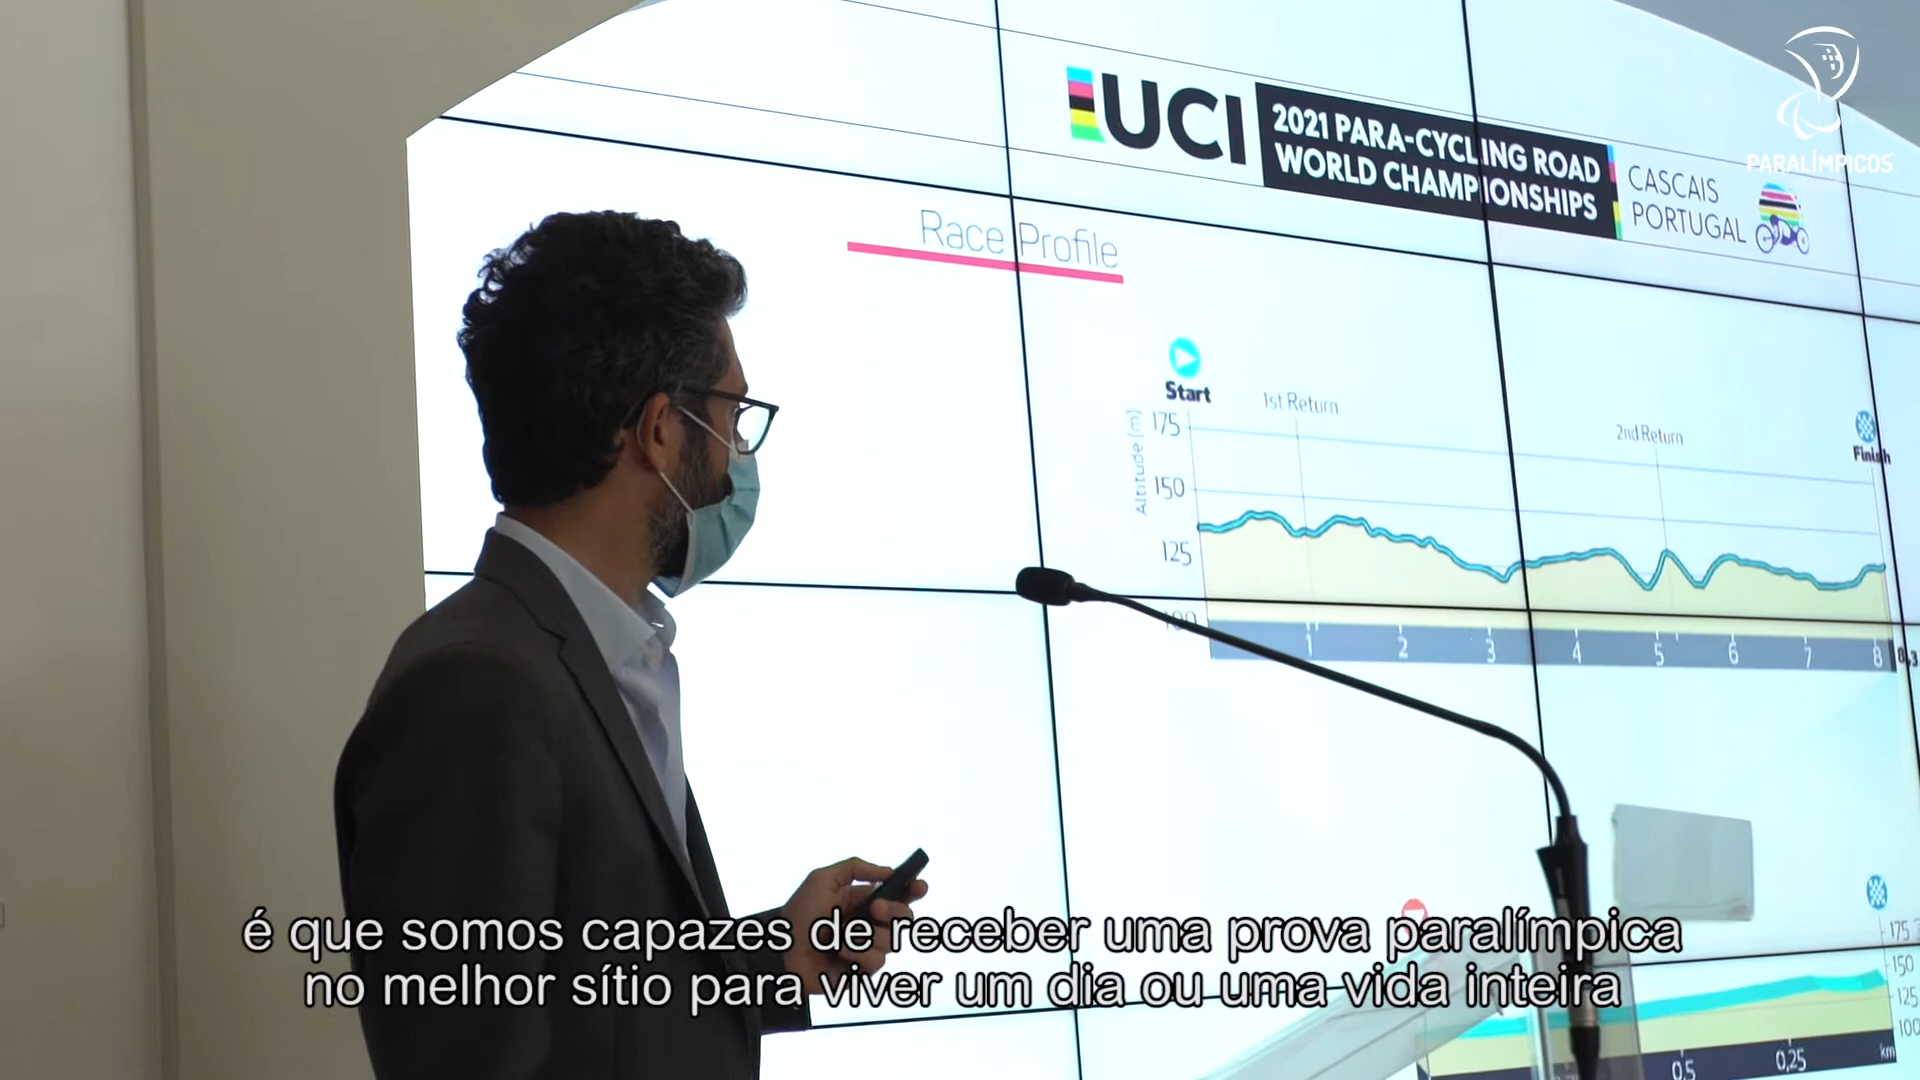 UCI
2021 PARA-CYCLING ROAD
WORLD CHAMPIONSHIPS
CASCAIS
PORTUGAL
PARALÍMPICOS
Race Profile
Start
1st Return
2nd Return
Finish
Altitude (m)
175
150
125
100
1 2 3 4 5 6 7 8 8,3
é que somos capazes de receber uma prova paralímpica
no melhor sítio para viver um dia ou uma vida inteira
175
150
125
100
0,5 0,25 km